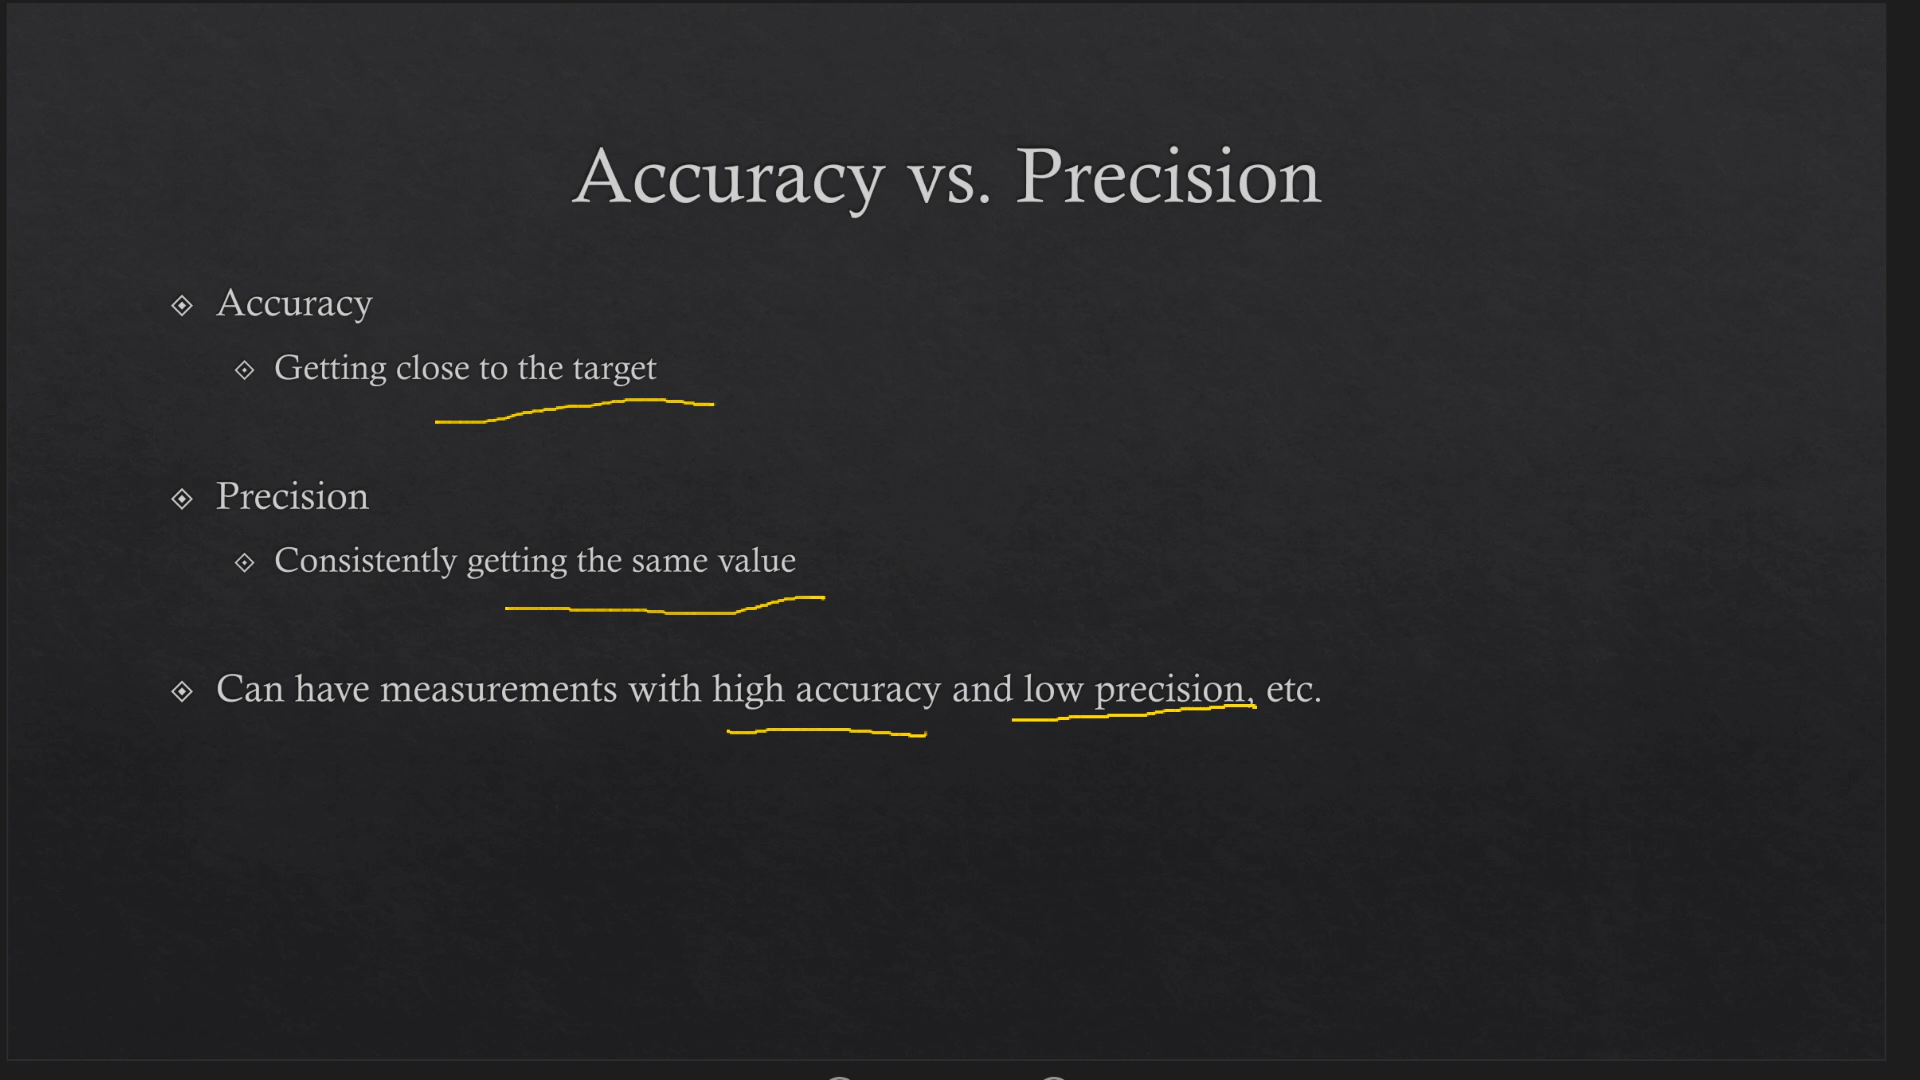 Accuracy vs. Precision
Accuracy
Getting close to the target
Precision
Consistently getting the same value
Can have measurements with high accuracy and low precision, etc.